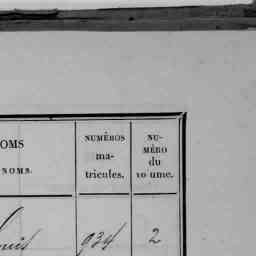 OMS
NOMS.
NUMÉROS
ma-
tricules.
NU-
MÉRO
du
vo ume.
934 2